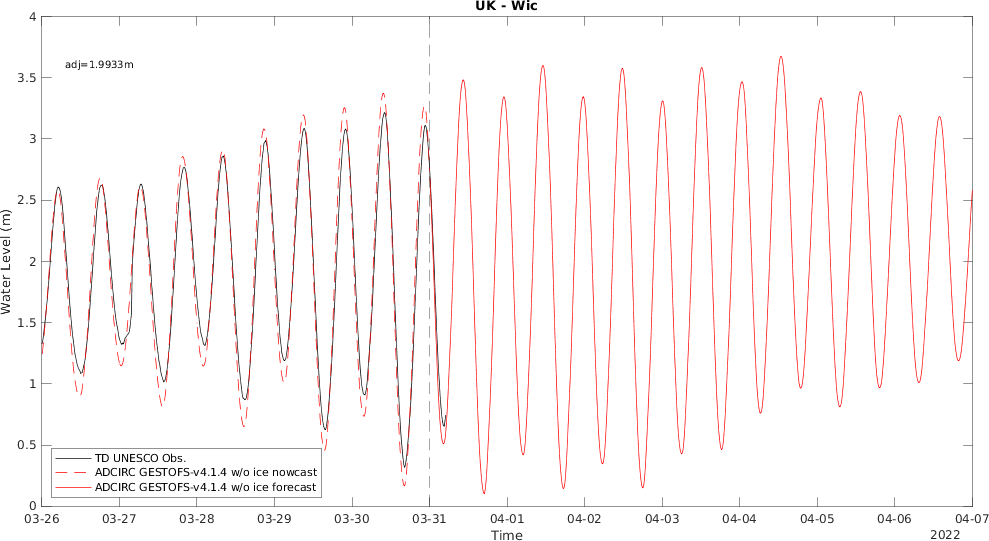 UK - Wic
adj=1.9933m
Water Level (m)
4
3.5
3
2.5
2
1.5
1
0.5
0
TD UNESCO Obs.
ADCIRC GESTOFS-v4.1.4 w/o ice nowcast
ADCIRC GESTOFS-v4.1.4 w/o ice forecast
03-26 03-27 03-28 03-29 03-30 03-31 04-01 04-02 04-03 04-04 04-05 04-06 04-07
Time
2022